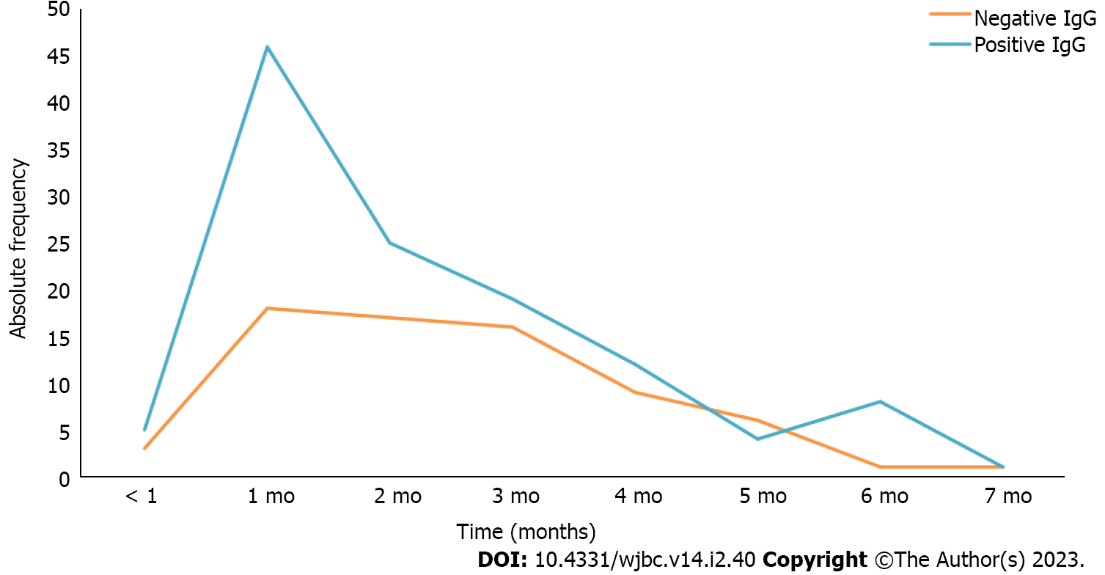 50
45
40
35
30
25
20
15
10
5
0
Absolute frequency
Negative IgG
Positive IgG
< 1 1 mo 2 mo 3 mo 4 mo 5 mo 6 mo 7 mo
Time (months)
DOI: 10.4331/wjbc.v14.i2.40 Copyright ©The Author(s) 2023.